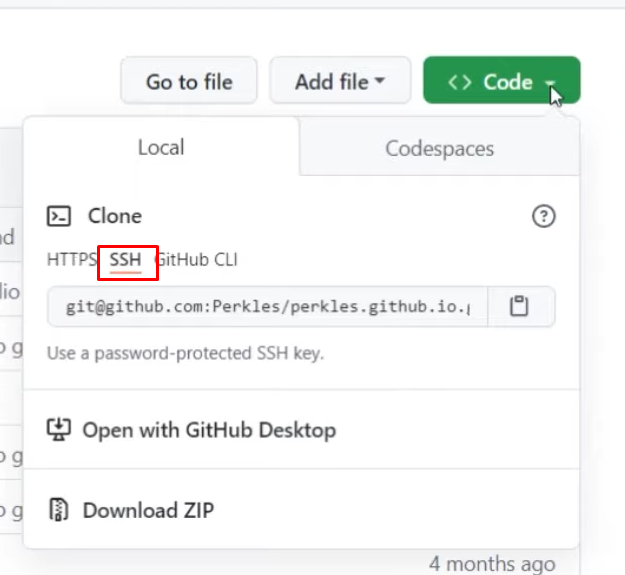 Go to file Add file <> Code
Local Codespaces
Clone
HTTPS SSH GitHub CLI
git@github.com:Perkles/perkles.github.io.g
Use a password-protected SSH key.
Open with GitHub Desktop
Download ZIP
4 months ago